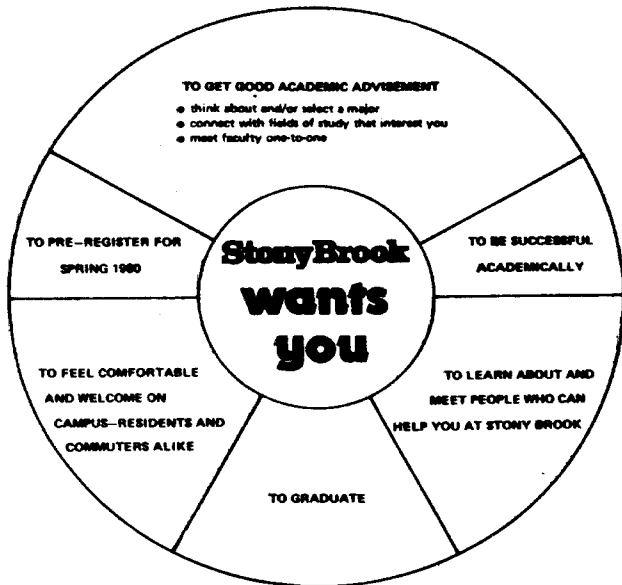 TO GET GOOD ACADEMIC ADVISEMENT
● think about and/or select a major
● connect with fields of study that interest you
● meet faculty one-to-one
TO PRE—REGISTER FOR
SPRING 1980
StonyBrook
wants
you
TO BE SUCCESSFUL
ACADEMICALLY
TO FEEL COMFORTABLE
AND WELCOME ON
CAMPUS—RESIDENTS AND
COMMUTERS ALIKE
TO LEARN ABOUT AND
MEET PEOPLE WHO CAN
HELP YOU AT STONY BROOK
TO GRADUATE